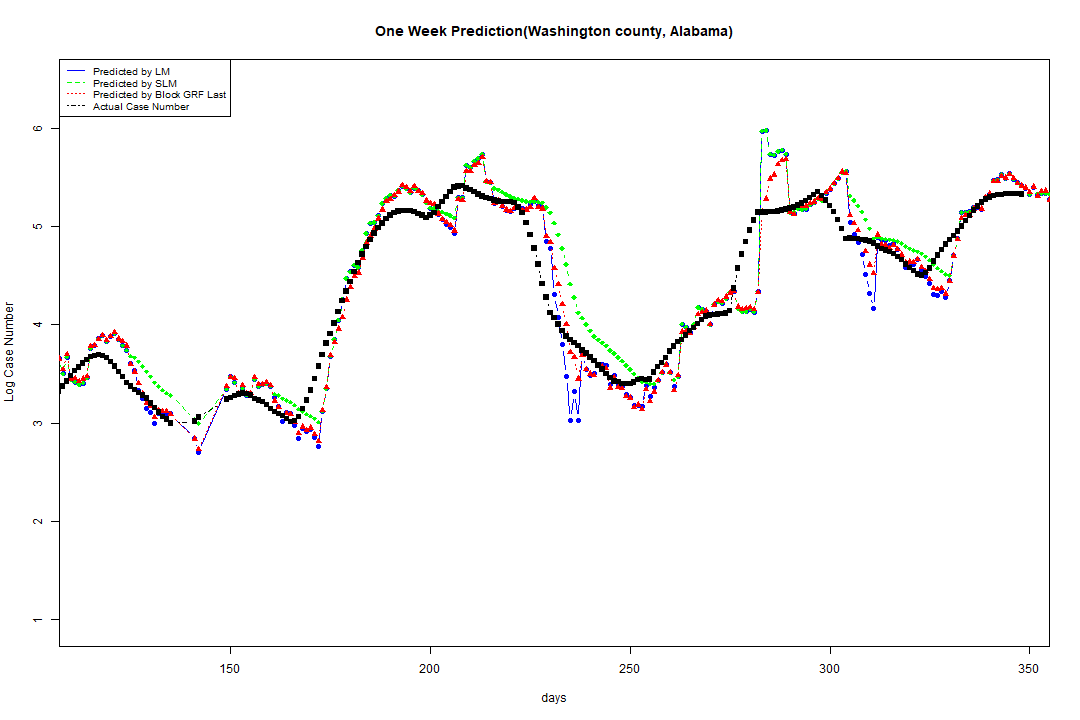 One Week Prediction(Washington county, Alabama)
Predicted by LM
Predicted by SLM
Predicted by Block GRF Last
Actual Case Number
Log Case Number
6
5
4
3
2
1
150 200 250 300 350
days